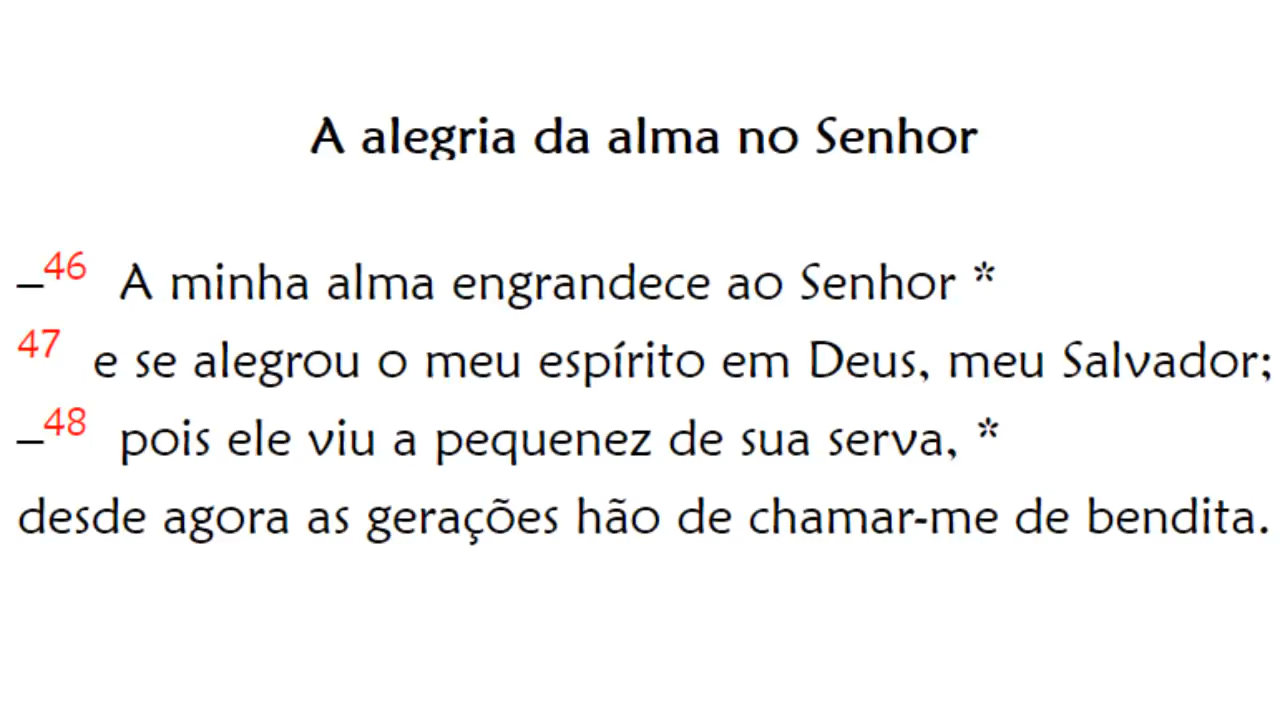 A alegria da alma no Senhor
–46 A minha alma engrandece ao Senhor *
47 e se alegrou o meu espírito em Deus, meu Salvador;
–48 pois ele viu a pequenez de sua serva, *
desde agora as gerações hão de chamar-me de bendita.